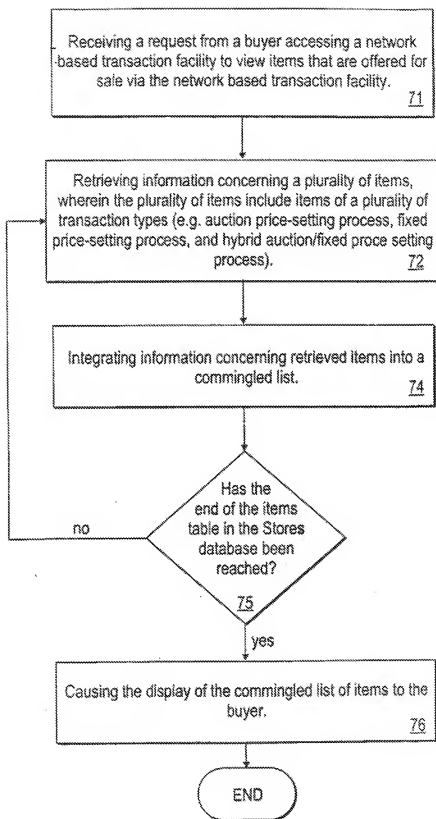 Receiving a request from a buyer accessing a network
based transaction facility to view items that are offered for
sale via the network based transaction facility.
71
Retrieving information concerning a plurality of items,
wherein the plurality of items include items of a plurality of
transaction types (e.g. auction price-setting process, fixed
price-setting process, and hybrid auction/fixed proce setting
process).
72
Integrating information concerning retrieved items into a
commingled list.
74
Has the
end of the items
table in the Stores
database been
reached?
75
no
yes
Causing the display of the commingled list of items to the
buyer.
76
END